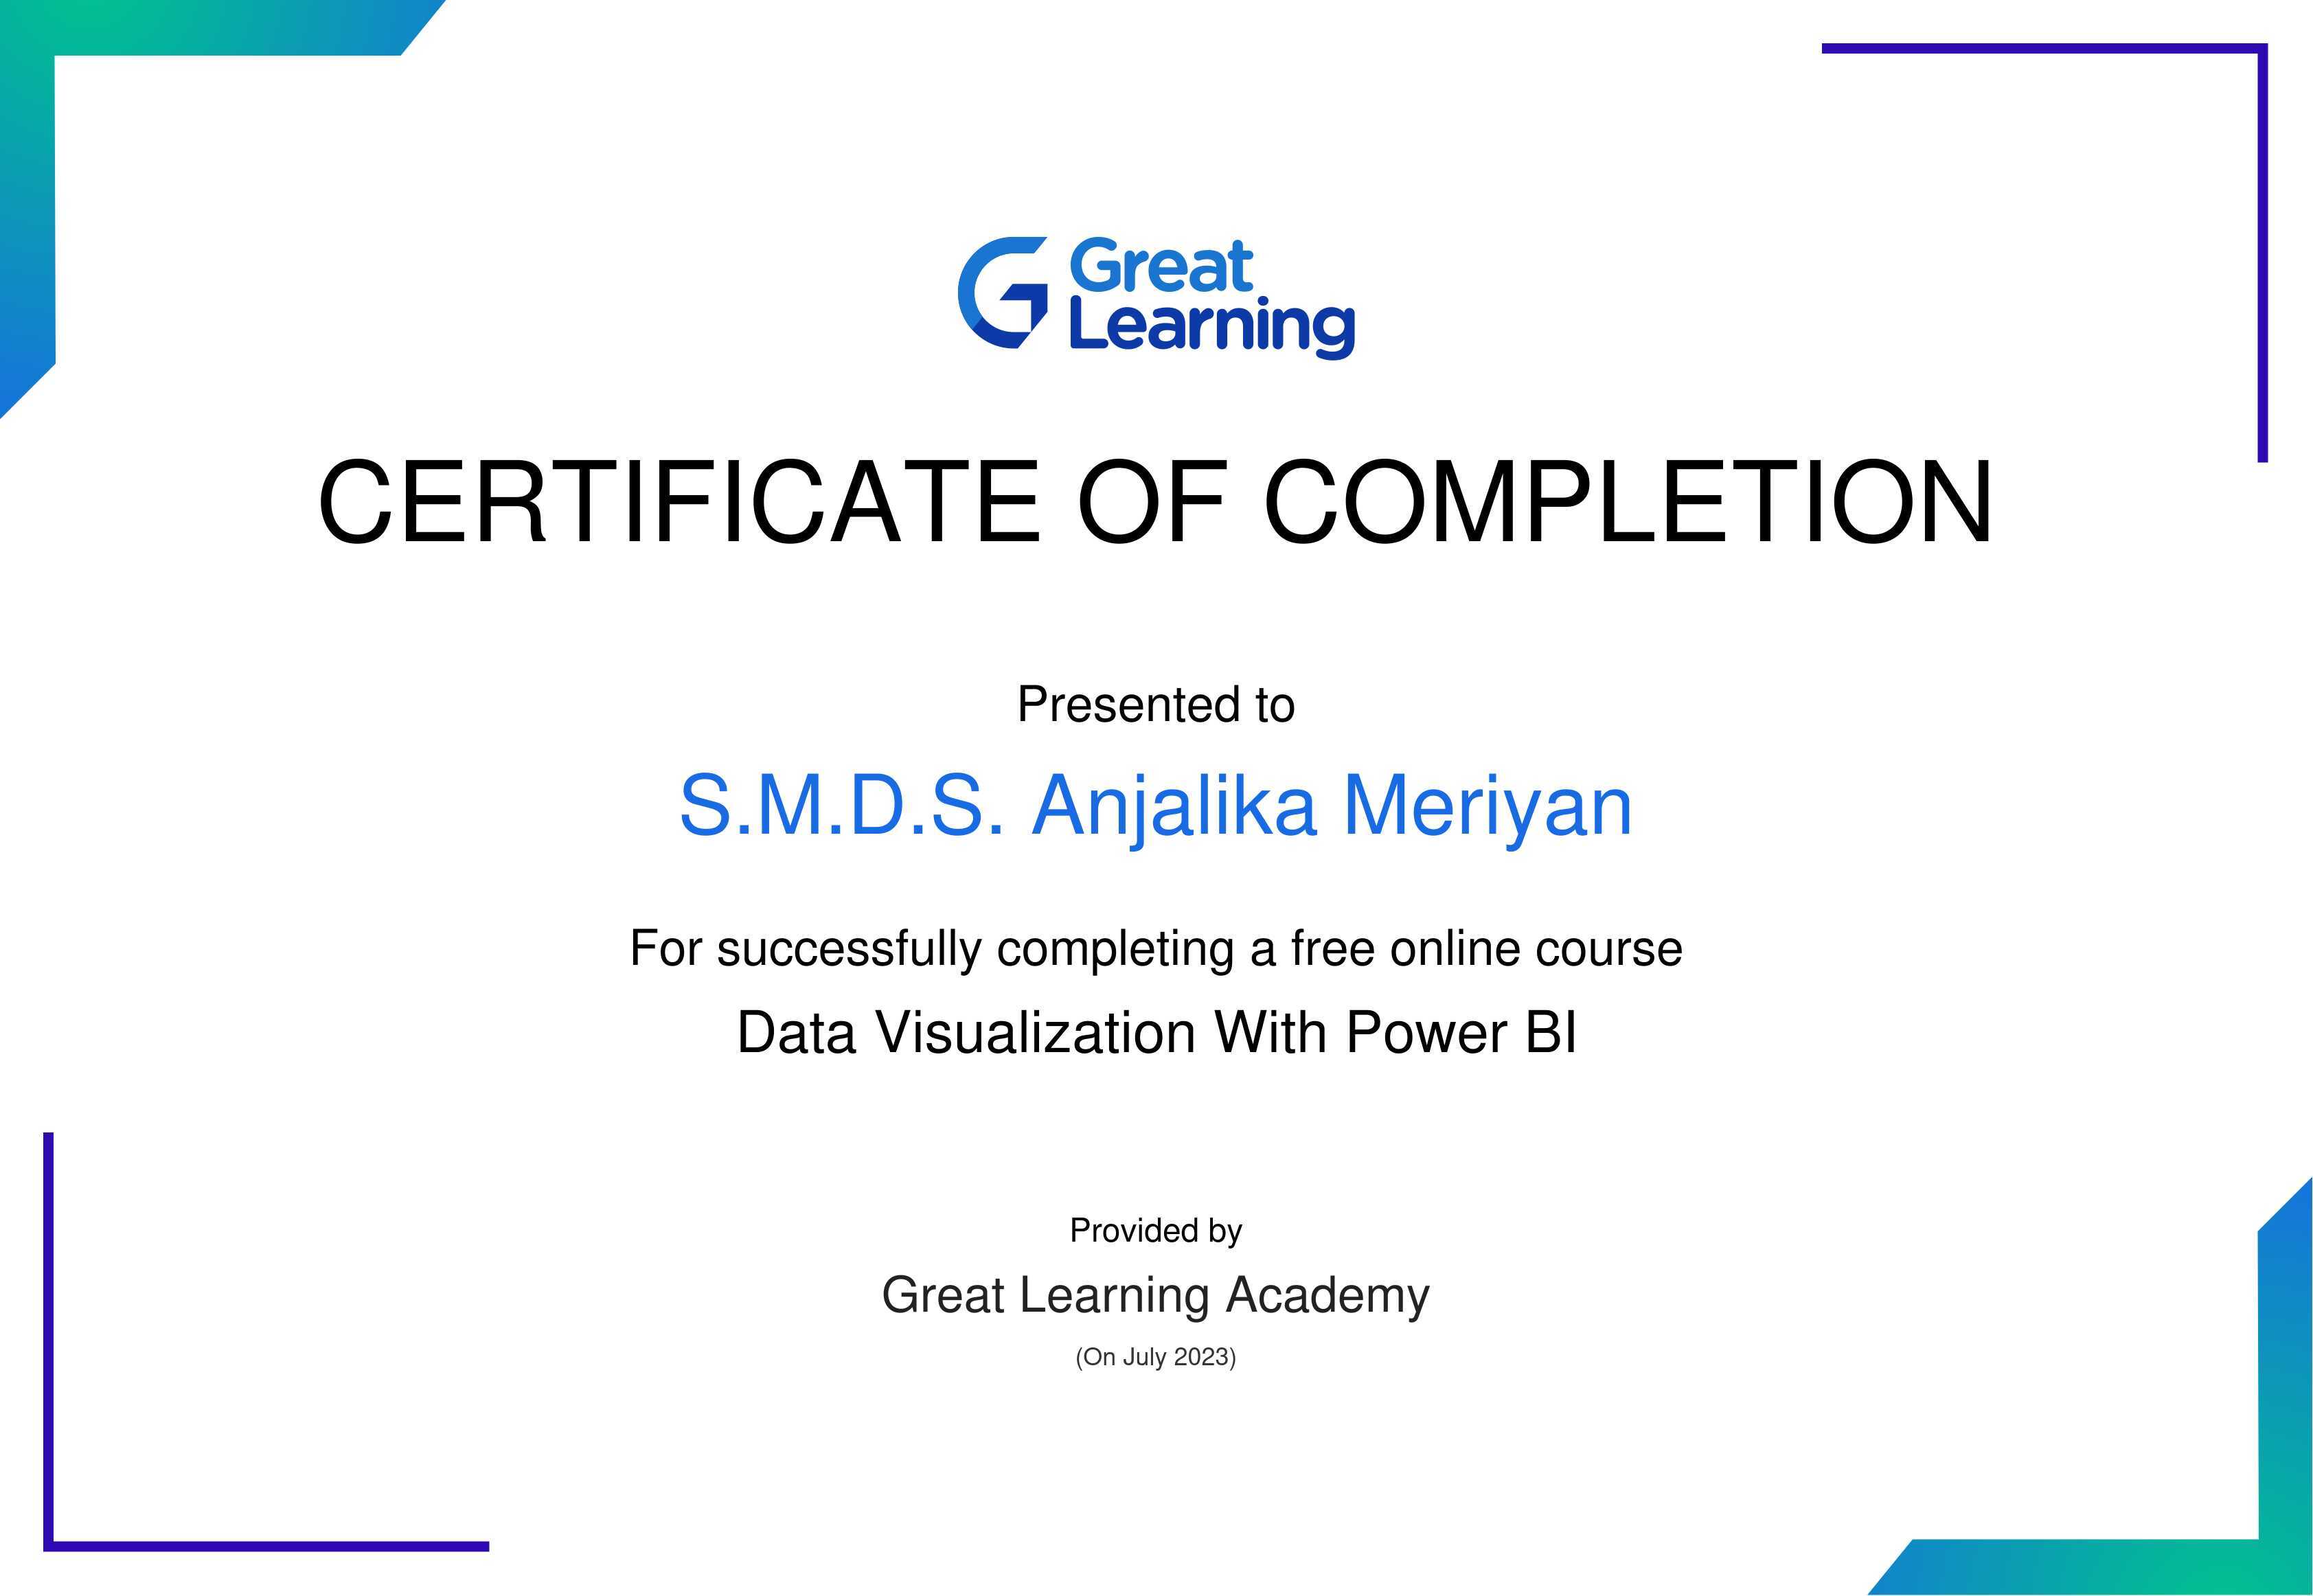 Great
Learning
CERTIFICATE OF COMPLETION
Presented to
S.M.D.S. Anjalika Meriyan
For successfully completing a free online course
Data Visualization With Power BI
Provided by
Great Learning Academy
(On July 2023)